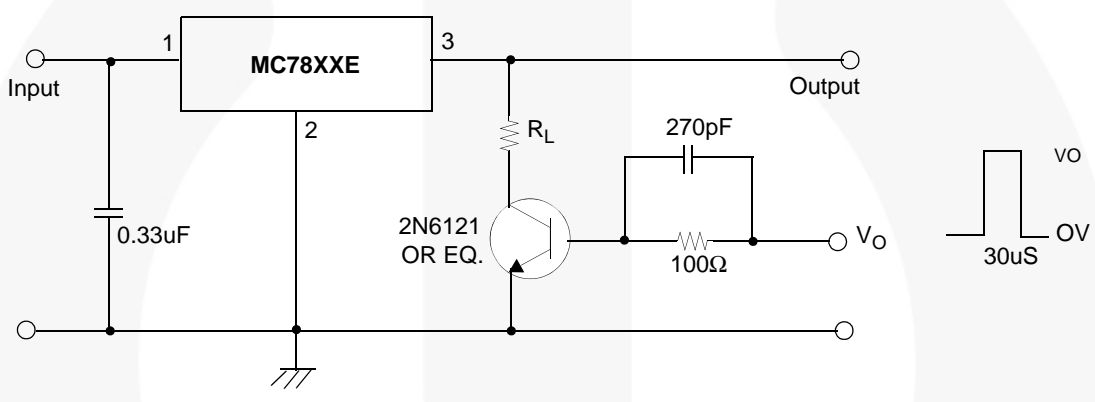 1
MC78XXE
3
Input
Output
2
R_L
270pF
VO
2N6121
OR EQ.
0.33uF
100Ω
V_O
OV
30uS